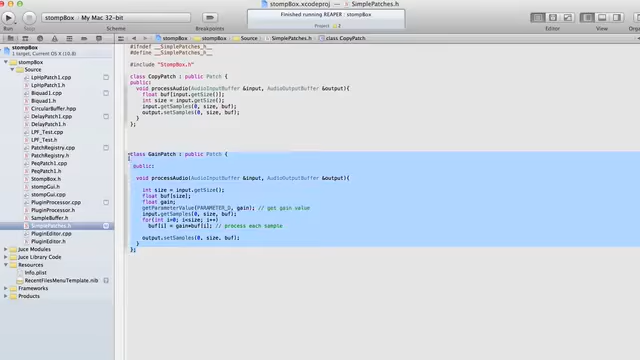 stompBox.xcodeproj — SimplePatches.h
stompBox
My Mac 32-bit
Finished running REAPER : stompBox
Project 2
Scheme
Breakpoints
Editor
View
stompBox
Source
SimplePatches.h
class CopyPatch
stompBox
1 target, Current OS X (10.8)
stompBox
Source
LpHpPatch1.cpp
LpHpPatch1.h
Biquad1.cpp
Biquad1.h
CircularBuffer.h
DelayPatch1.cpp
DelayPatch1.h
LPF_Test.cpp
LPF_Test.h
PatchRegistry.cpp
PatchRegistry.h
PeqPatch1.cpp
PeqPatch1.h
StompBox.h
stompGui.cpp
stompGui.h
PluginProcessor.cpp
PluginProcessor.h
SampleBuffer.h
SimplePatches.h
PluginEditor.cpp
PluginEditor.h
Juce Modules
Juce Library Code
Resources
Info.plist
RecentFilesMenuTemplate.nib
Frameworks
Products
#ifndef __SimplePatches_h__
#define __SimplePatches_h__
#include "StompBox.h"
class CopyPatch : public Patch {
public:
void processAudio(AudioInputBuffer &input, AudioOutputBuffer &output){
float buf[input.getSize()];
int size = input.getSize();
input.getSamples(0, size, buf);
output.setSamples(0, size, buf);
}
};
class GainPatch : public Patch {
public:
void processAudio(AudioInputBuffer &input, AudioOutputBuffer &output){
int size = input.getSize();
float buf[size];
float gain;
getParameterValue(PARAMETER_D, gain); // get gain value
input.getSamples(0, size, buf);
for(int i=0; i<size; i++)
buf[i] = gain*buf[i]; // process each sample
output.setSamples(0, size, buf);
}
};